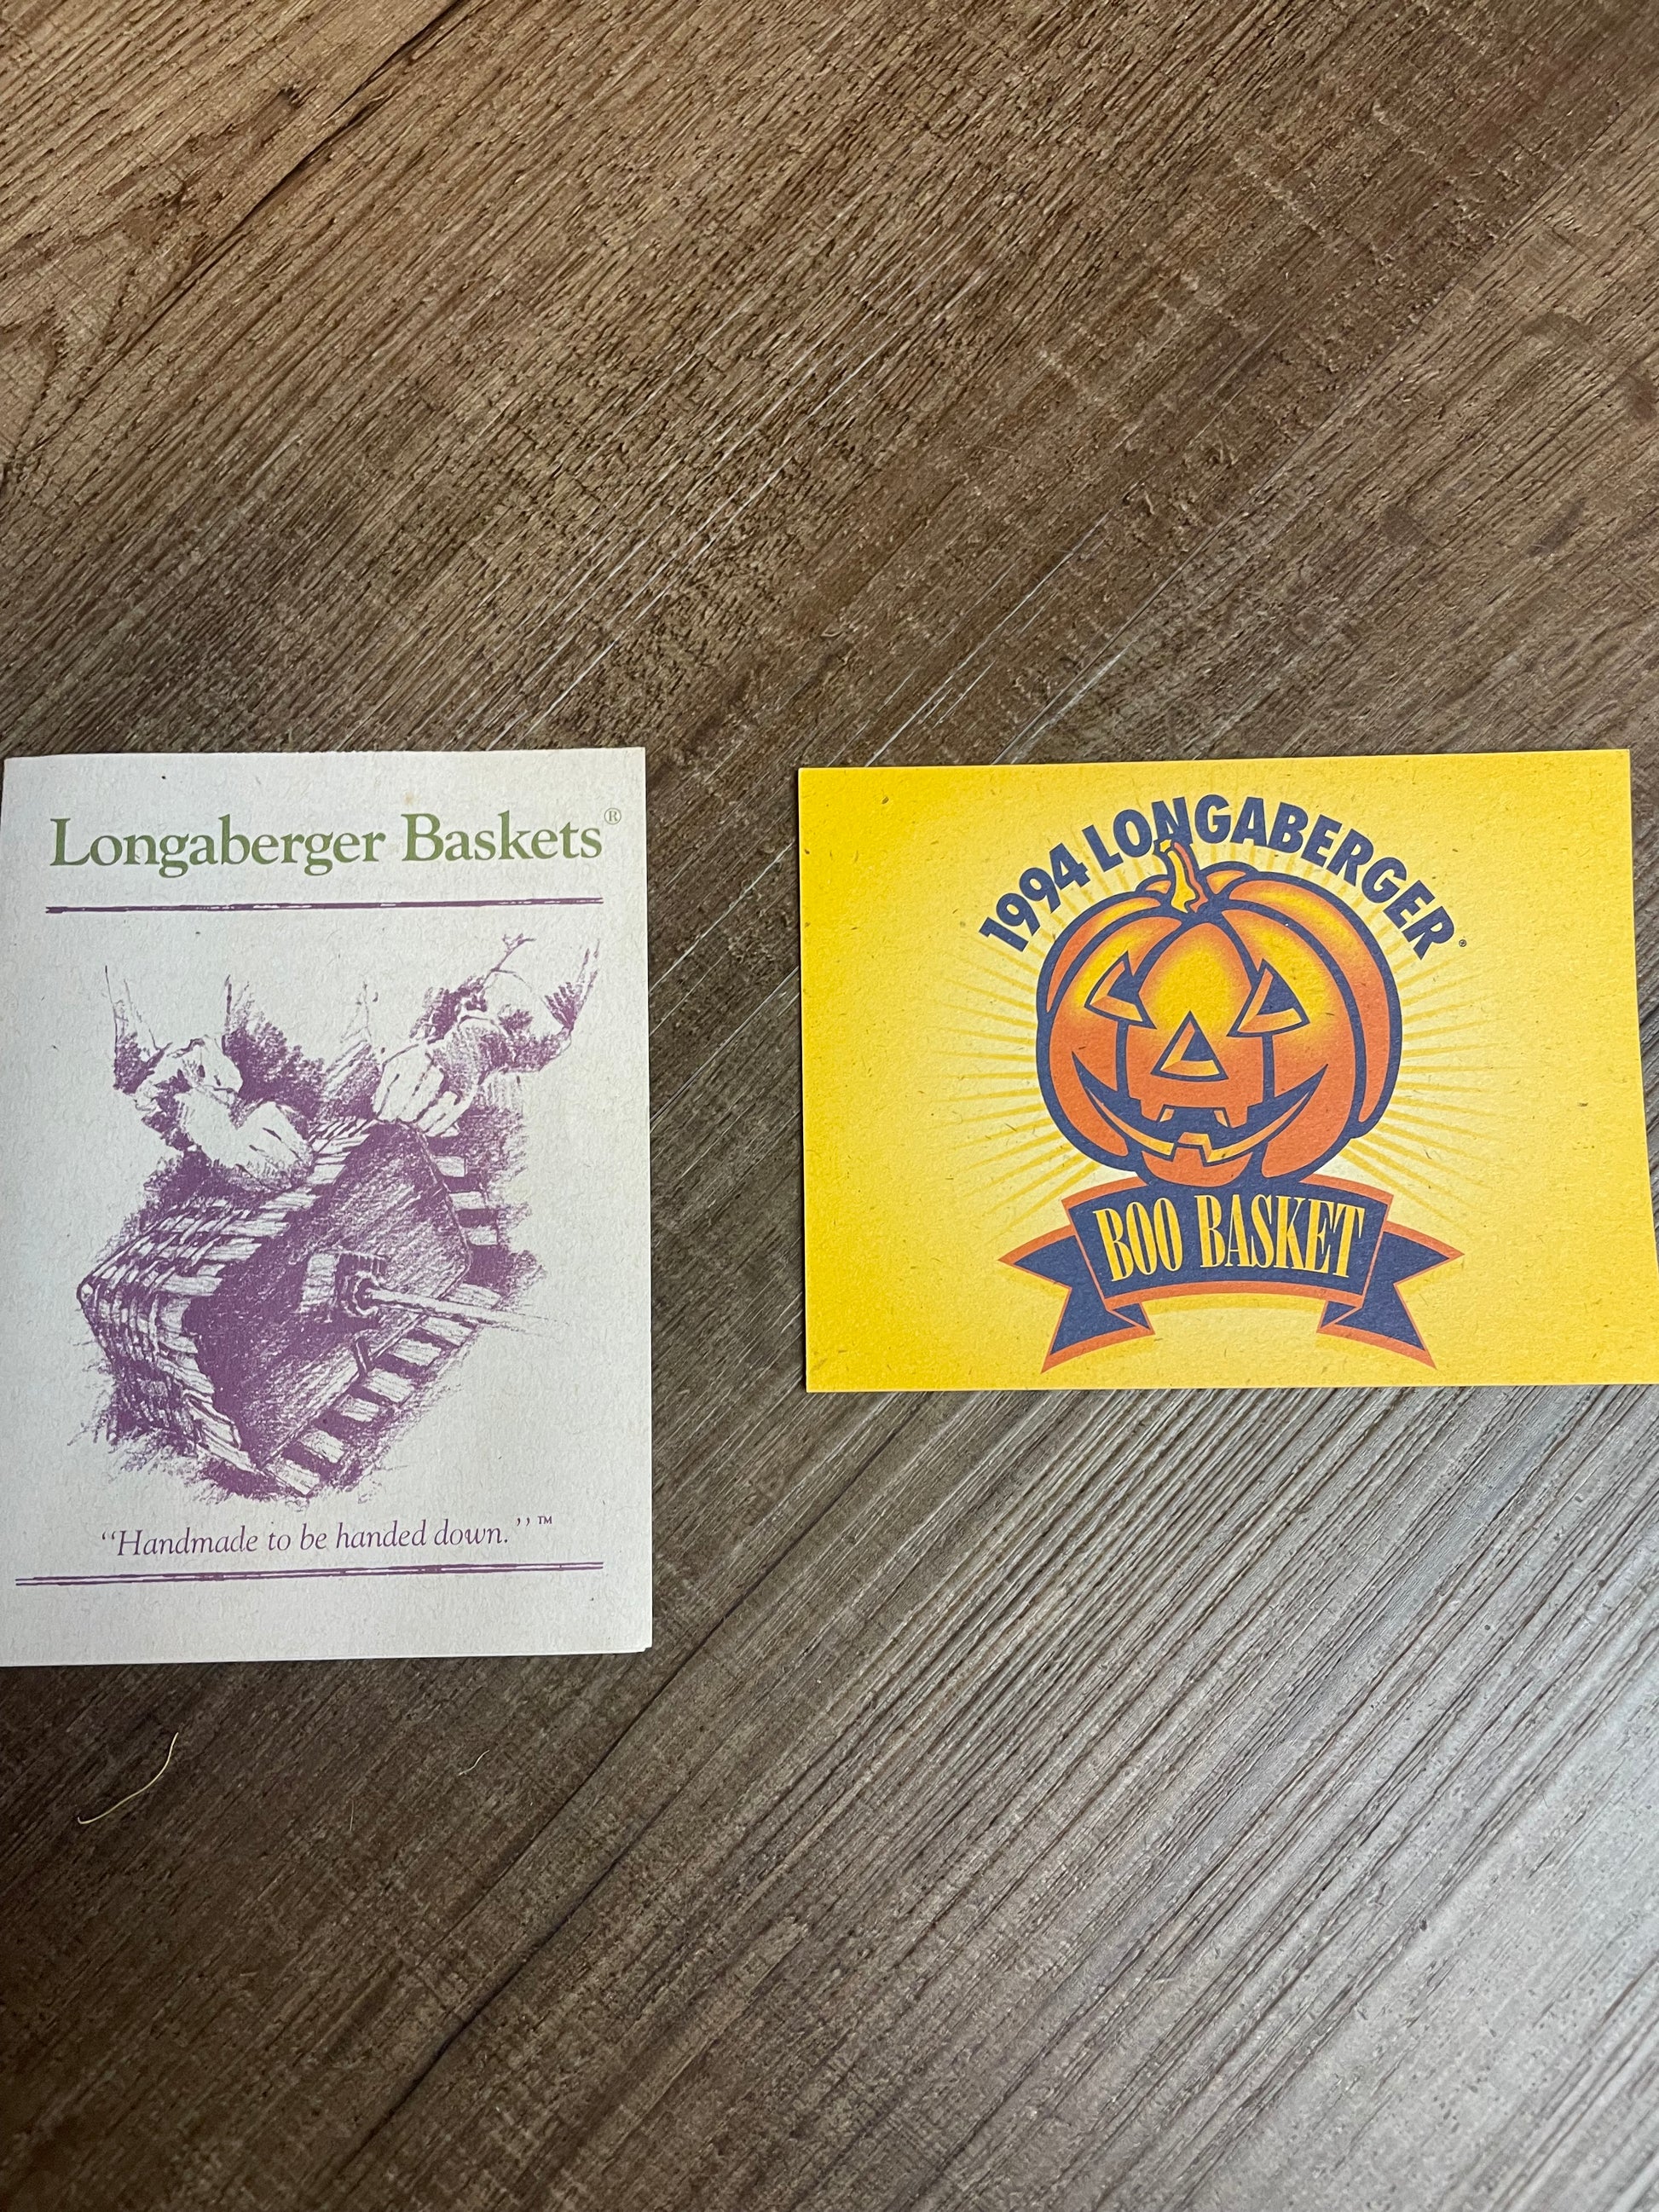 Longaberger Baskets®
“Handmade to be handed down.”™
1994 LONGABERGER®
BOO BASKET